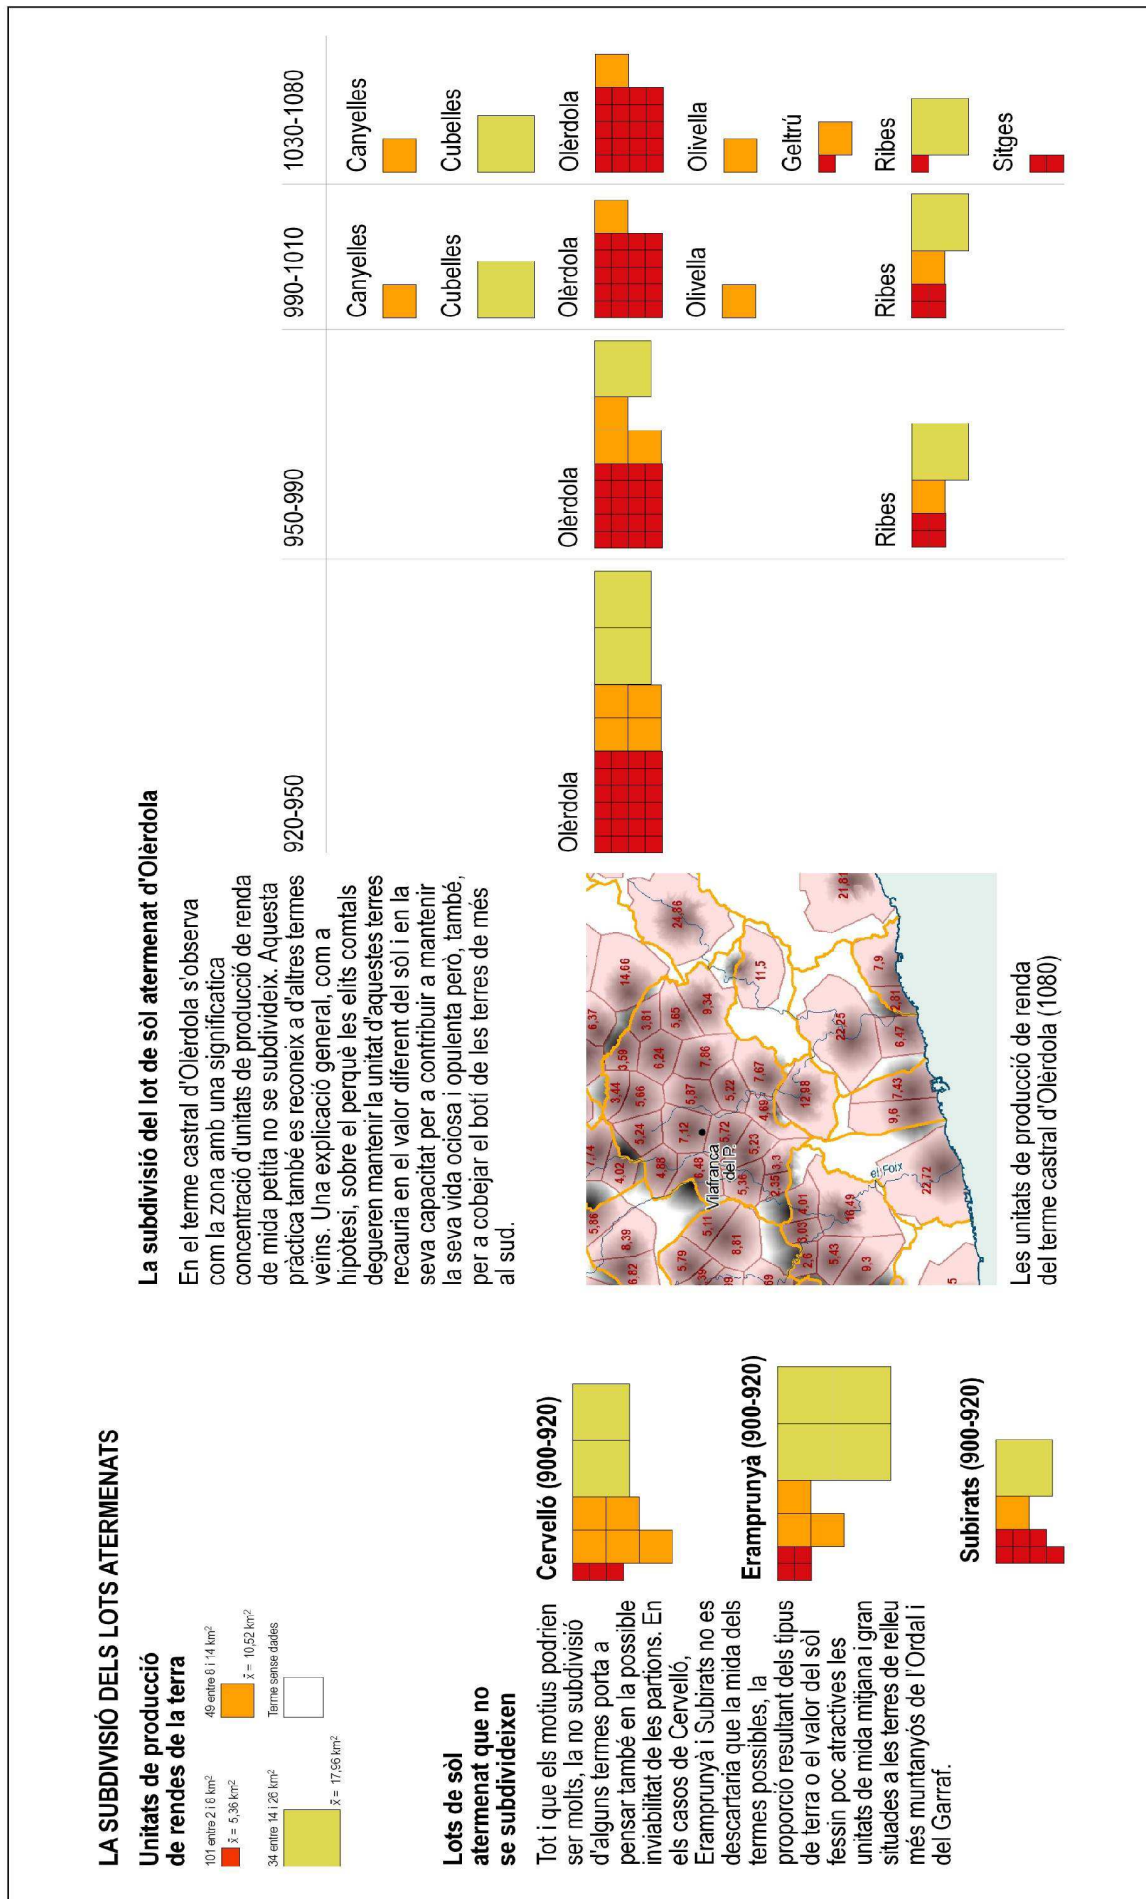 LA SUBDIVISIÓ DELS LOTS ATERMENATS
Unitats de producció
de rendes de la terra
101 entre 2 i 8 km²
x̄ = 5,36 km²
49 entre 8 i 14 km²
x̄ = 10,52 km²
34 entre 14 i 26 km²
x̄ = 17,96 km²
Terme sense dades
Lots de sòl
atermenat que no
se subdivideixen
Tot i que els motius podrien
ser molts, la no subdivisió
d'alguns termes porta a
pensar també en la possible
inviabilitat de les partions. En
els casos de Cervelló,
Eramprunyà i Subirats no es
descartaria que la mida dels
termes possibles, la
proporció resultant dels tipus
de terra o el valor del sòl
fessin poc atractives les
unitats de mida mitjana i gran
situades a les terres de relleu
més muntanyós de l'Ordal i
del Garraf.
Cervelló (900-920)
Eramprunyà (900-920)
Subirats (900-920)
La subdivisió del lot de sòl atermenat d'Olèrdola
En el terme castral d'Olèrdola s'observa
com la zona amb una significatica
concentració d'unitats de producció de renda
de mida petita no se subdivideix. Aquesta
pràctica també es reconeix a d'altres termes
veïns. Una explicació general, com a
hipòtesi, sobre el perquè les elits comtals
degueren mantenir la unitat d'aquestes terres
recauria en el valor diferent del sòl i en la
seva capacitat per a contribuir a mantenir
la seva vida ociosa i opulenta però, també,
per a cobejar el botí de les terres de més
al sud.
5,86
1,74
6,37
14,66
24,86
8,39
6,82
4,02
3,44
3,59
3,81
5,24
5,66
6,24
5,65
9,34
5,79
5,11
4,88
7,12
5,87
7,86
8,81
6,48
Vilafranca
del P.
5,72
5,22
7,67
11,5
5,38
5,23
4,69
2,35
3,3
12,98
2,6
3,03
4,01
5,43
16,49
9,3
el Foix
22,72
9,6
7,43
22,25
6,47
2,81
7,9
21,81
Les unitats de producció de renda
del terme castral d'Olèrdola (1080)
920-950
Olèrdola
950-990
Olèrdola
Ribes
990-1010
Canyelles
Cubelles
Olèrdola
Olivella
Ribes
1030-1080
Canyelles
Cubelles
Olèrdola
Olivella
Geltrú
Ribes
Sitges